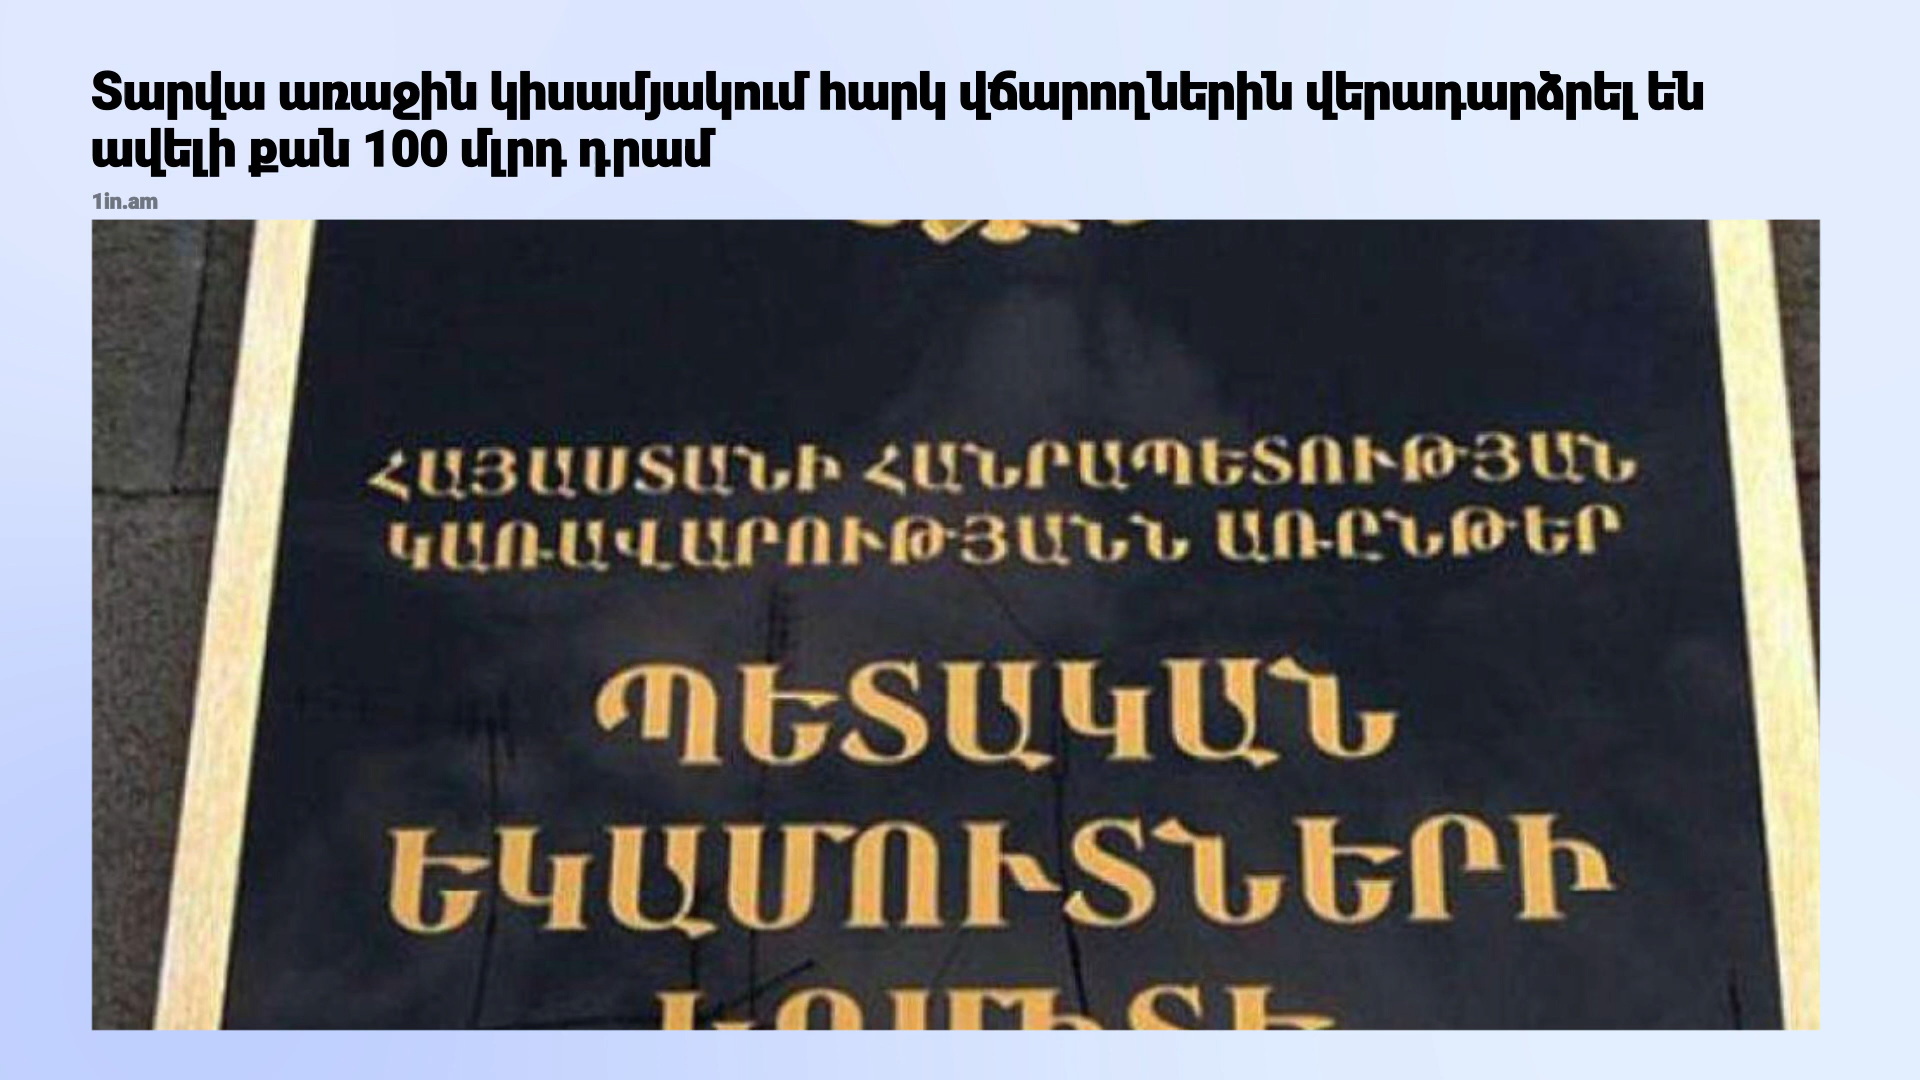 Տարվա առաջին կիսամյակում հարկ վճարողներին վերադարձրել են
ավելի քան 100 մլրդ դրամ
1in.am
ՀԱՅԱՍՏԱՆԻ ՀԱՆՐԱՊԵՏՈՒԹՅԱՆ
ԿԱՌԱՎԱՐՈՒԹՅԱՆՆ ԱՌԸՆԹԵՐ
ՊԵՏԱԿԱՆ
ԵԿԱՄՈՒՏՆԵՐԻ
ԿՈՄԻՏԵ